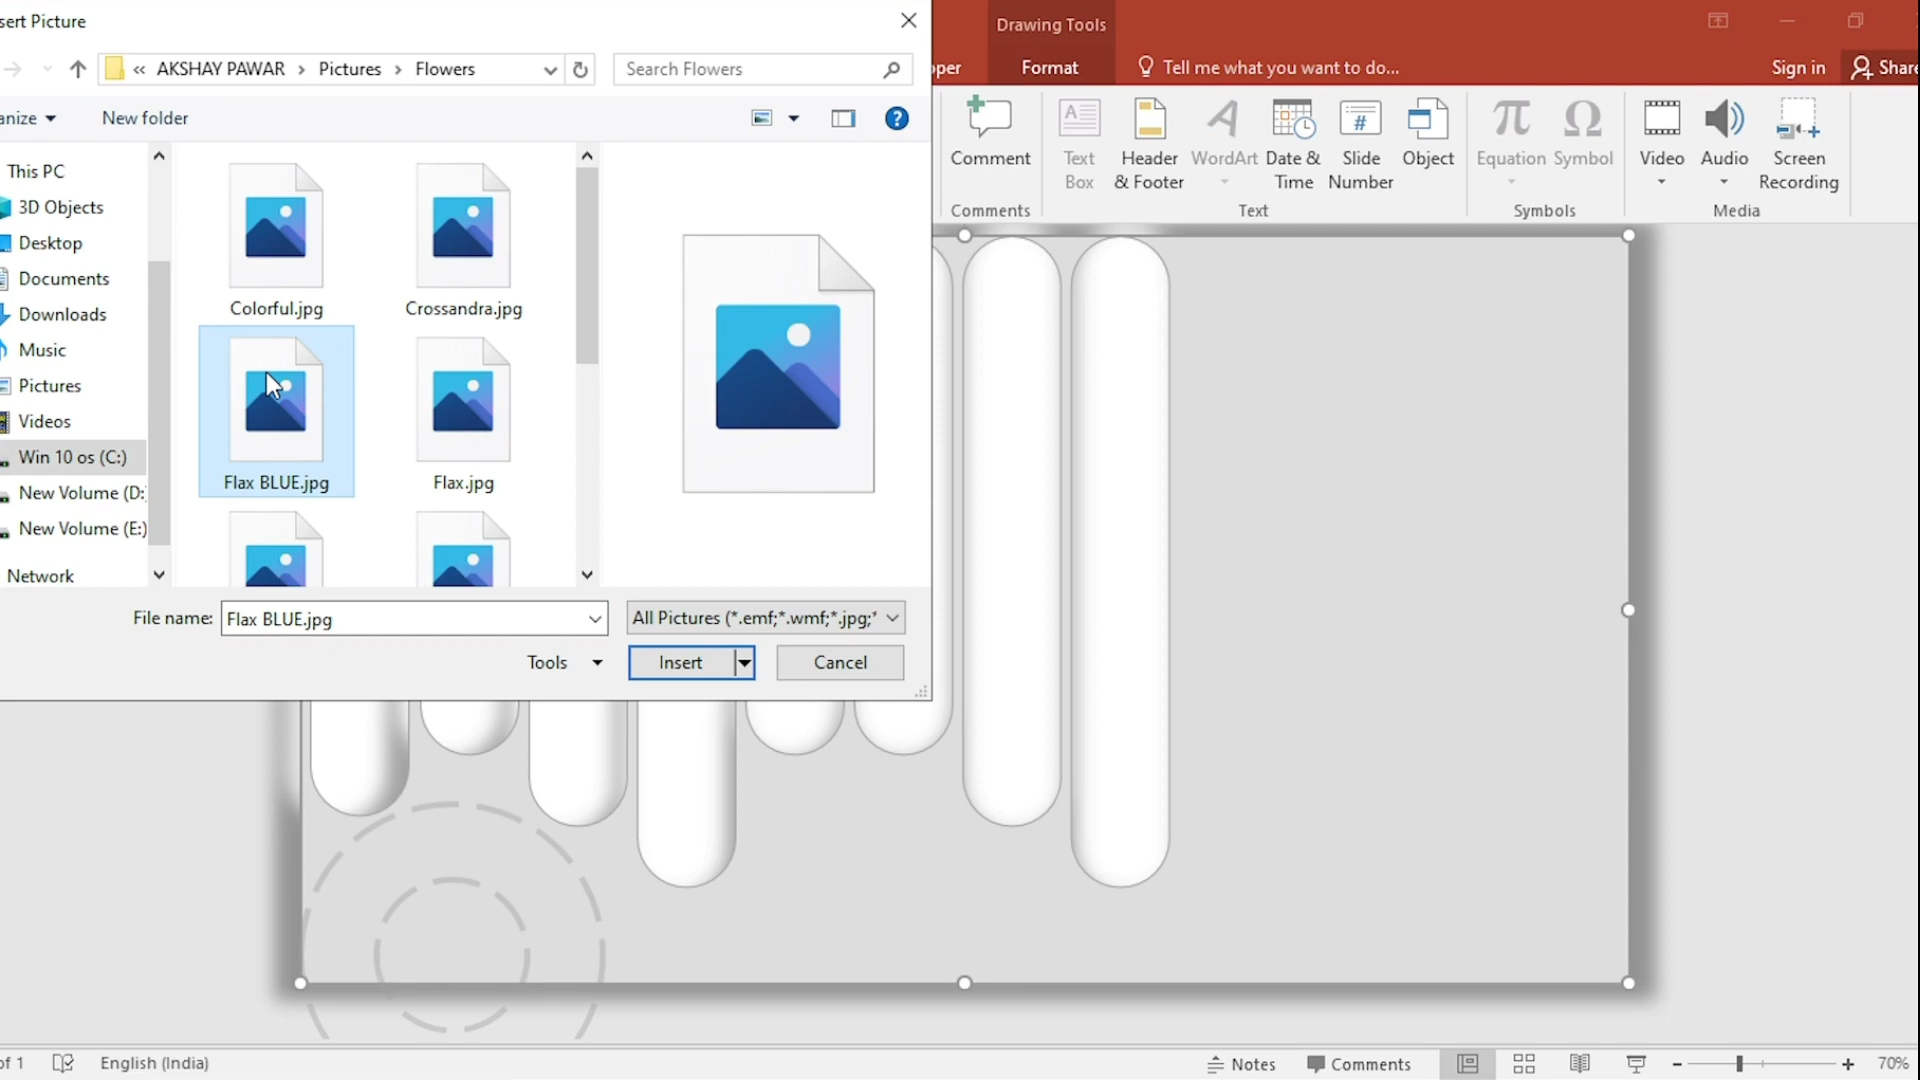 sert Picture
Drawing Tools
AKSHAY PAWAR › Pictures › Flowers
Search Flowers
oper
Format
Tell me what you want to do...
Sign in
Share
anize
New folder
Comment
Text Box
Header & Footer
WordArt
Date & Time
Slide Number
Object
Equation
Symbol
Video
Audio
Screen Recording
Comments
Text
Symbols
Media
This PC
3D Objects
Desktop
Documents
Downloads
Music
Pictures
Videos
Win 10 os (C:)
New Volume (D:
New Volume (E:)
Network
Colorful.jpg
Crossandra.jpg
Flax BLUE.jpg
Flax.jpg
File name:
Flax BLUE.jpg
All Pictures (*.emf;*.wmf;*.jpg;*
Tools
Insert
Cancel
of 1
English (India)
Notes
Comments
70%